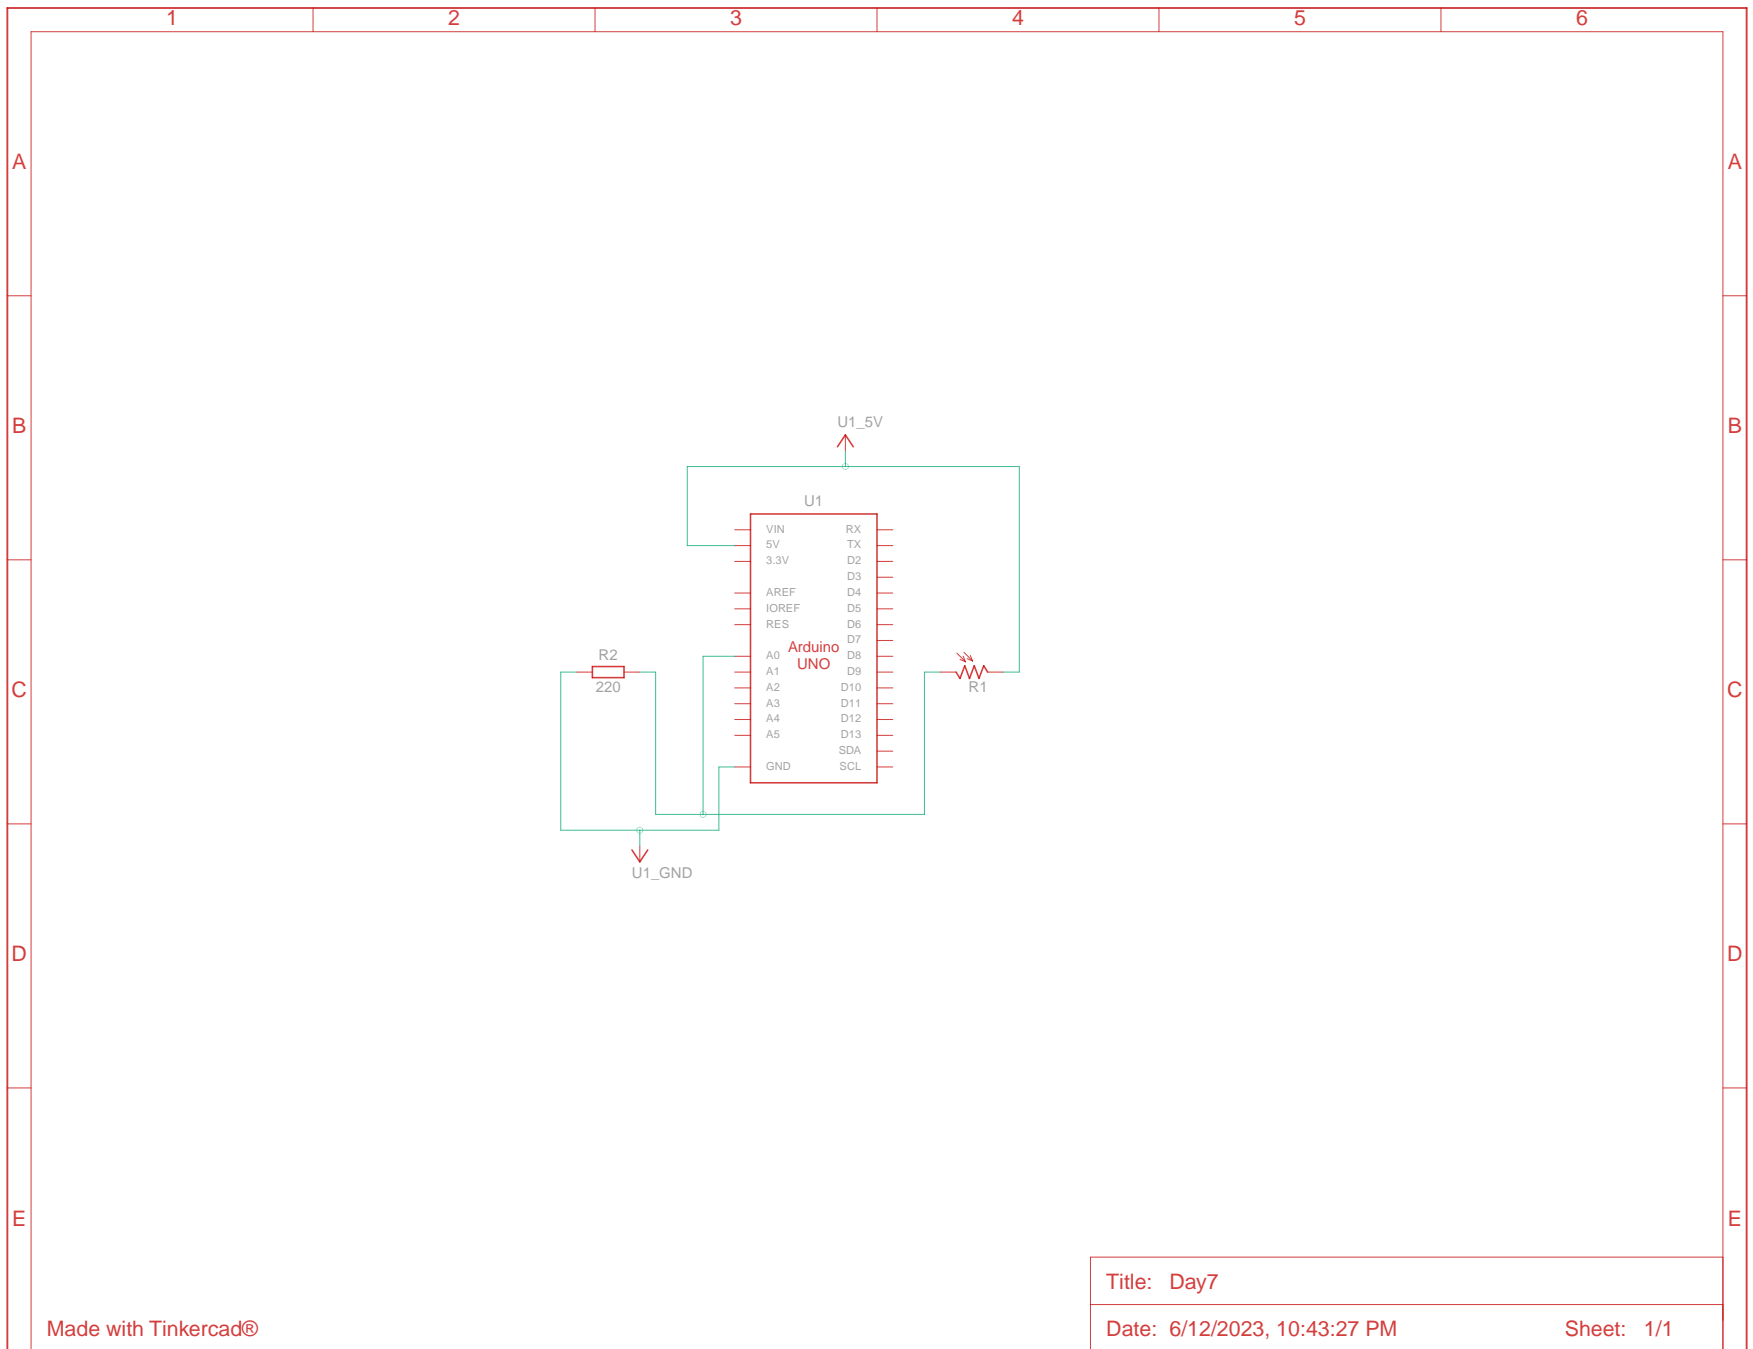 1 2 3 4 5 6
A A
B B
U1_5V
U1
VIN RX
5V TX
3.3V D2
D3
AREF D4
IOREF D5
RES D6
D7
Arduino
UNO
A0 D8
A1 D9
A2 D10
A3 D11
A4 D12
A5 D13
SDA
GND SCL
R2
220
R1
C C
U1_GND
D D
E E
Title: Day7
Made with Tinkercad®
Date: 6/12/2023, 10:43:27 PM Sheet: 1/1